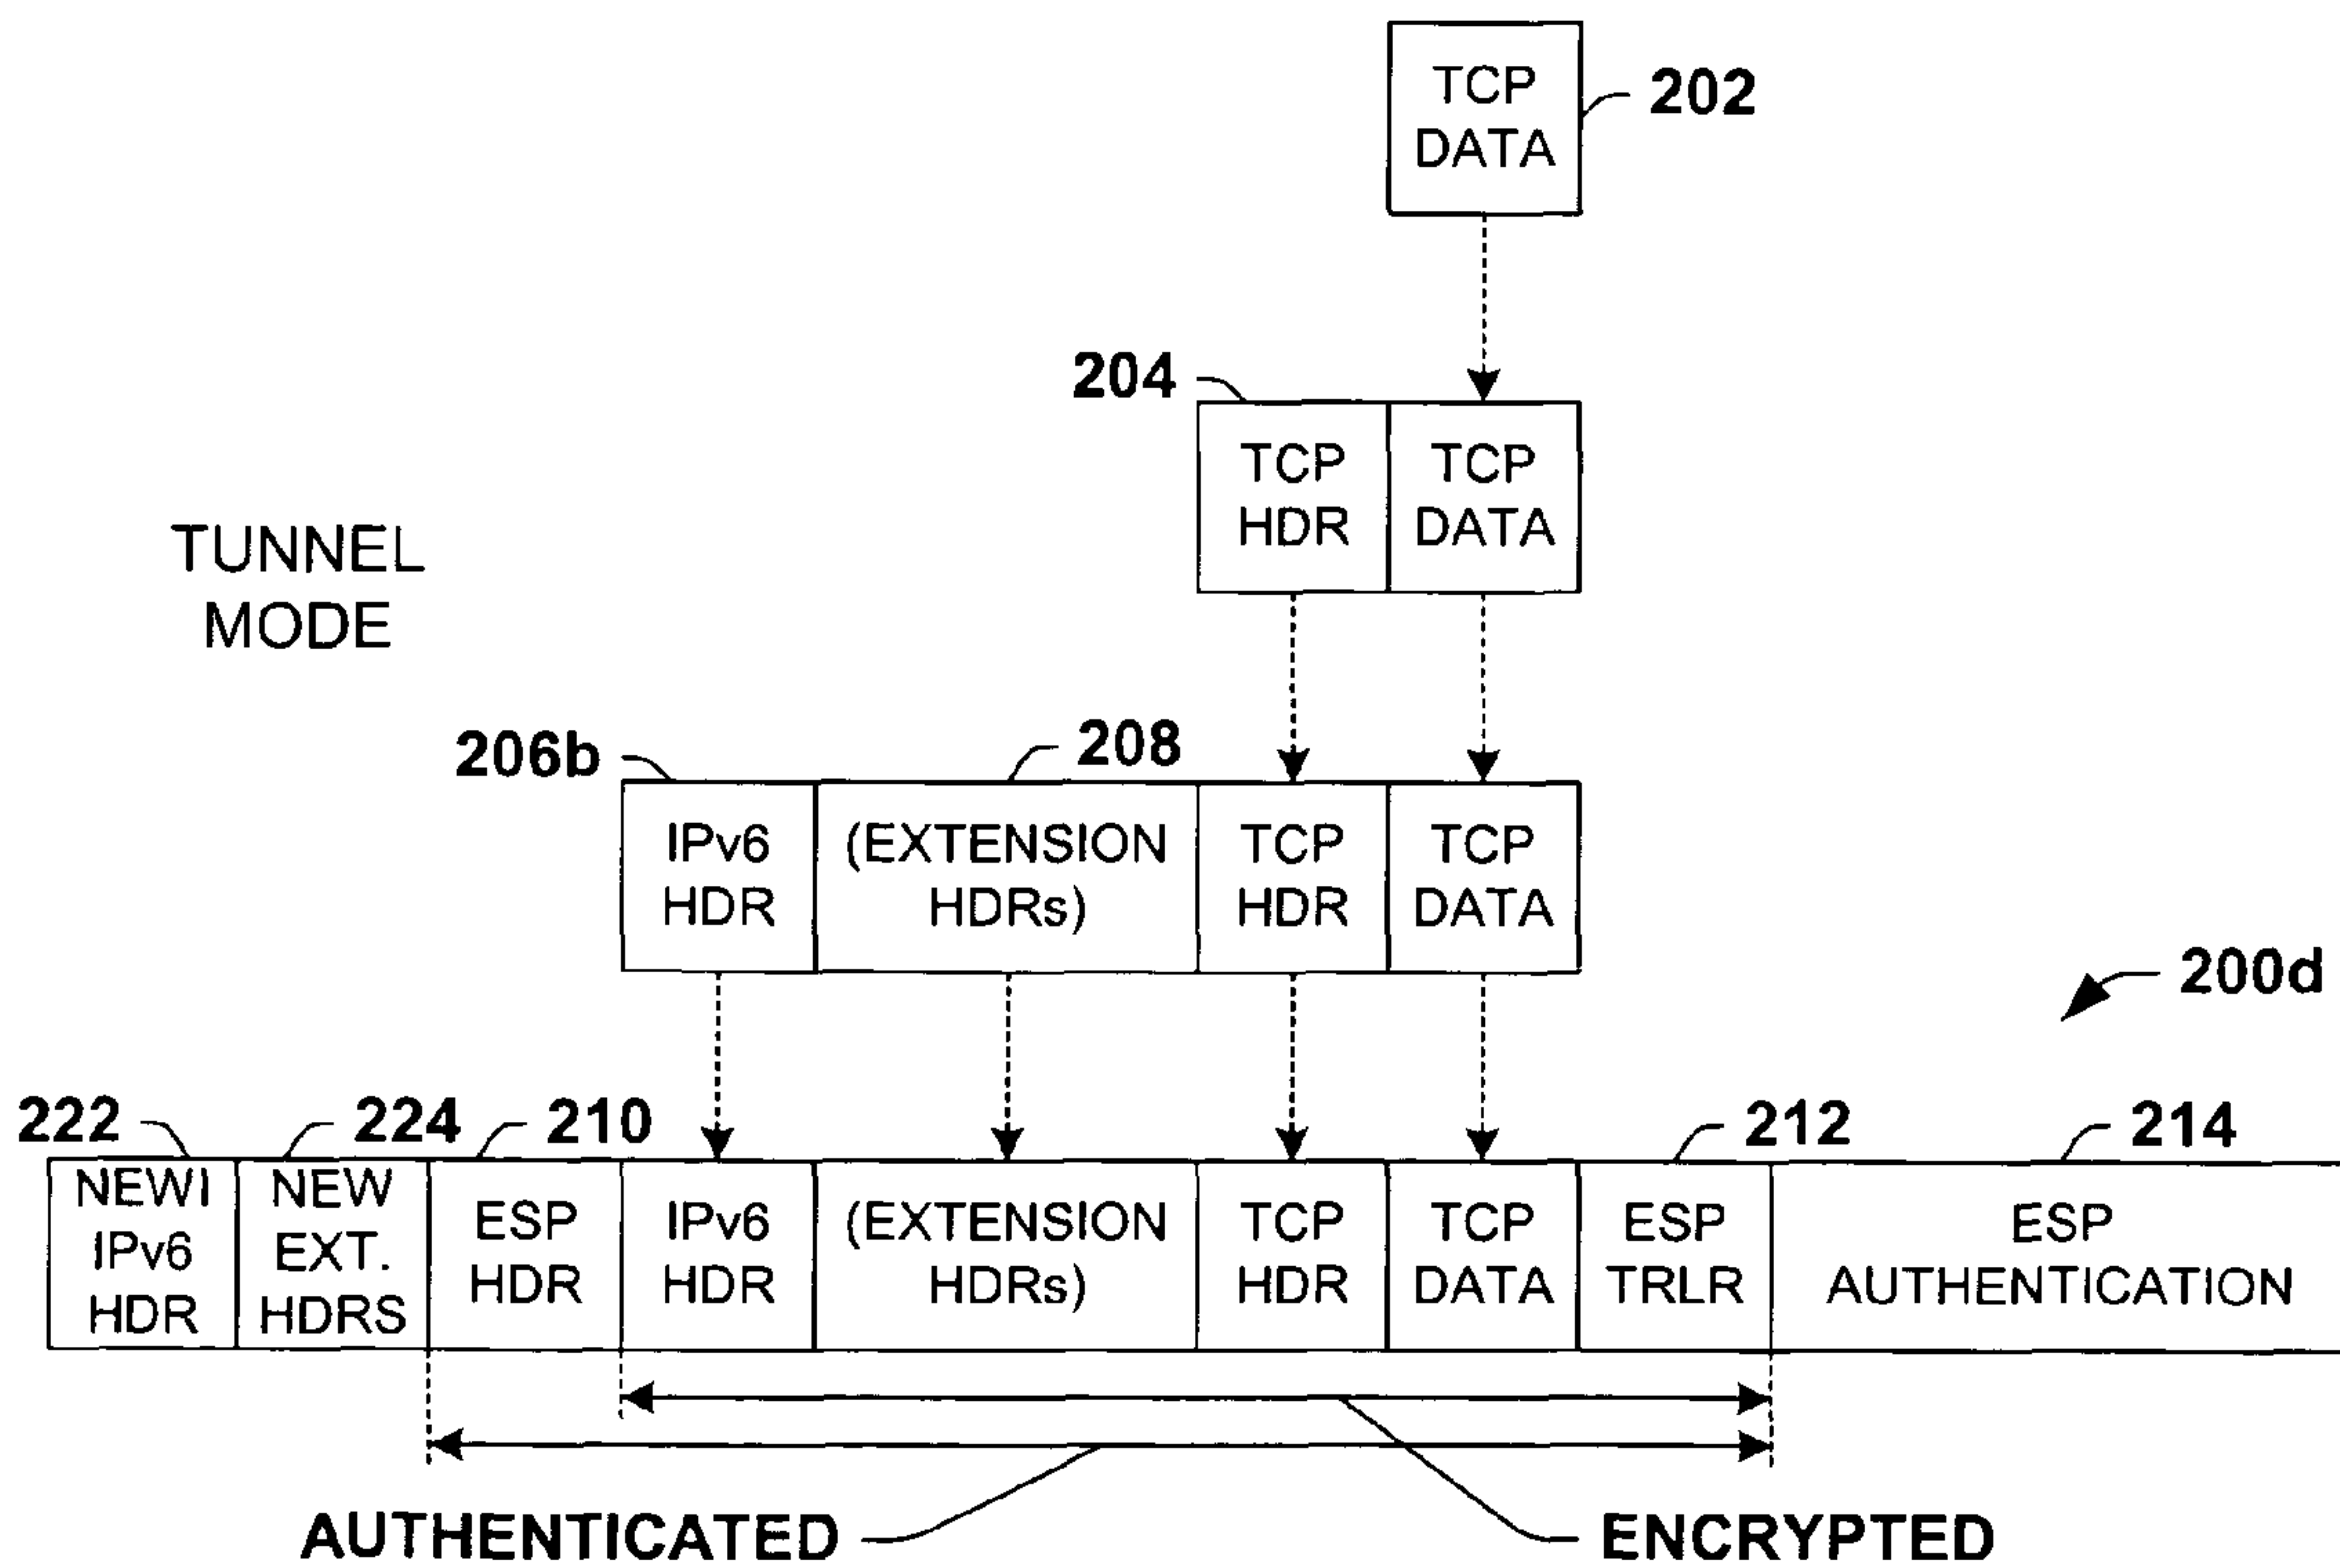 TCP
DATA
202
204
TCP
HDR
TCP
DATA
TUNNEL
MODE
206b
208
IPv6
HDR
(EXTENSION
HDRs)
TCP
HDR
TCP
DATA
200d
222
224
210
212
214
NEWI
IPv6
HDR
NEW
EXT.
HDRS
ESP
HDR
IPv6
HDR
(EXTENSION
HDRs)
TCP
HDR
TCP
DATA
ESP
TRLR
ESP
AUTHENTICATION
AUTHENTICATED
ENCRYPTED